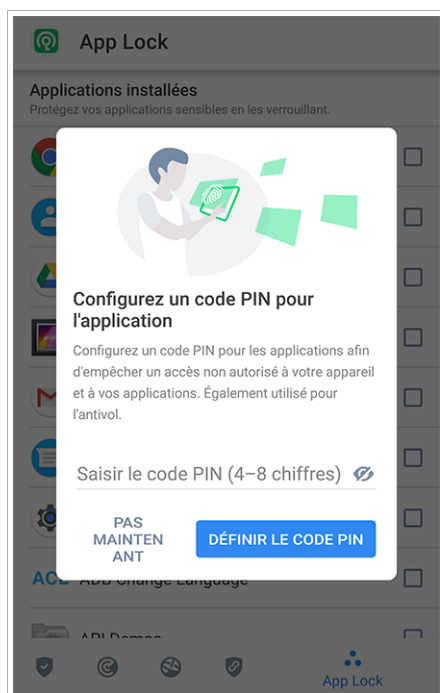 App Lock
Applications installées
Protégez vos applications sensibles en les verrouillant.
Configurez un code PIN pour
l'application
Configurez un code PIN pour les applications afin
d'empêcher un accès non autorisé à votre appareil
et à vos applications. Également utilisé pour
l'antivol.
Saisir le code PIN (4–8 chiffres)
PAS
MAINTEN
ANT
DÉFINIR LE CODE PIN
ADB Change Language
API Demos
App Lock